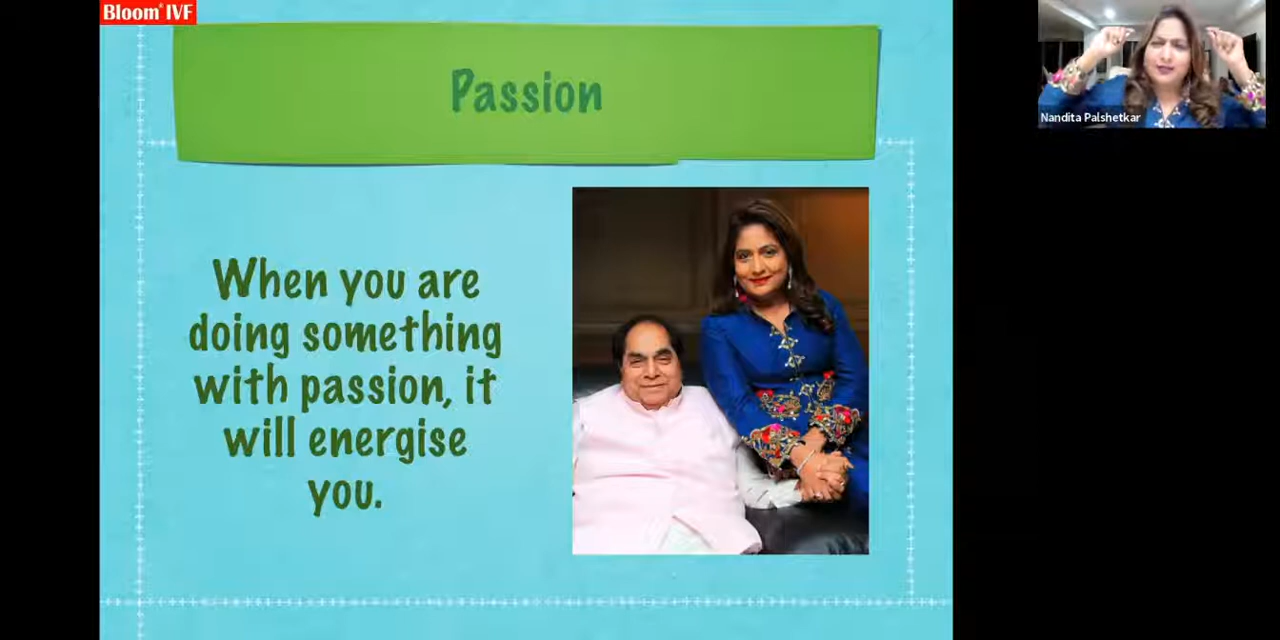 Bloom® IVF
Passion
Nandita Palshetkar
When you are
doing something
with passion, it
will energise
you.